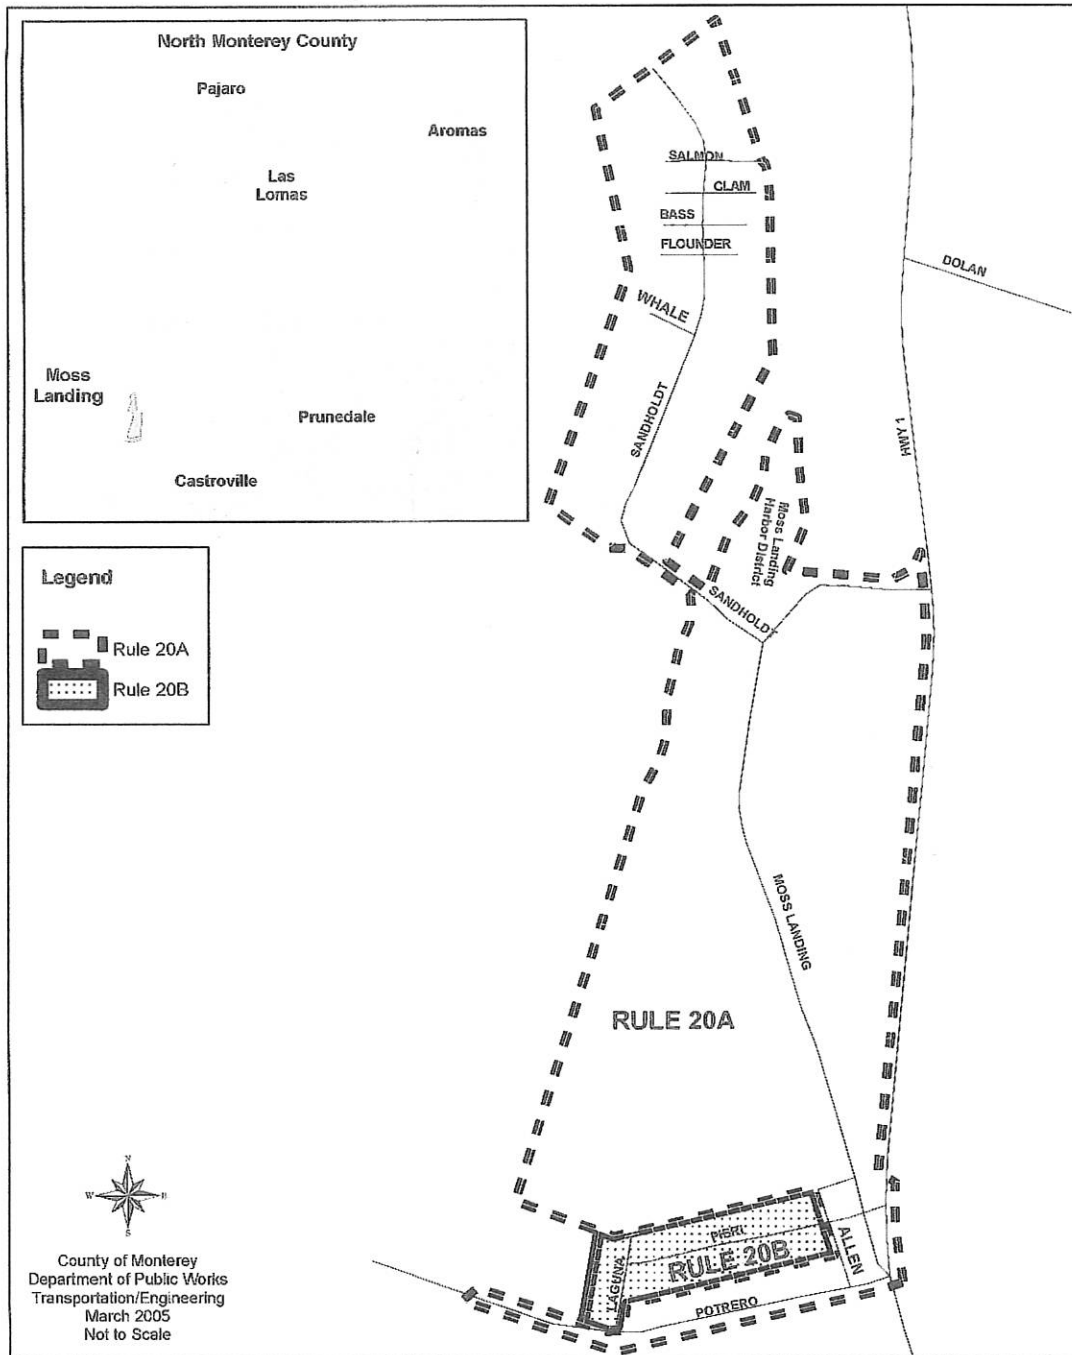 North Monterey County
Pajaro
Aromas
Las
Lomas
Moss
Landing
Prunedale
Castroville
Legend
Rule 20A
Rule 20B
SALMON
CLAM
BASS
FLOUNDER
WHALE
DOLAN
SANDHOLDT
HWY 1
Moss Landing
Harbor District
SANDHOLDT
MOSS LANDING
RULE 20A
PIERI
RULE 20B
LAGUNA
ALLEN
POTRERO
N
W
E
S
County of Monterey
Department of Public Works
Transportation/Engineering
March 2005
Not to Scale